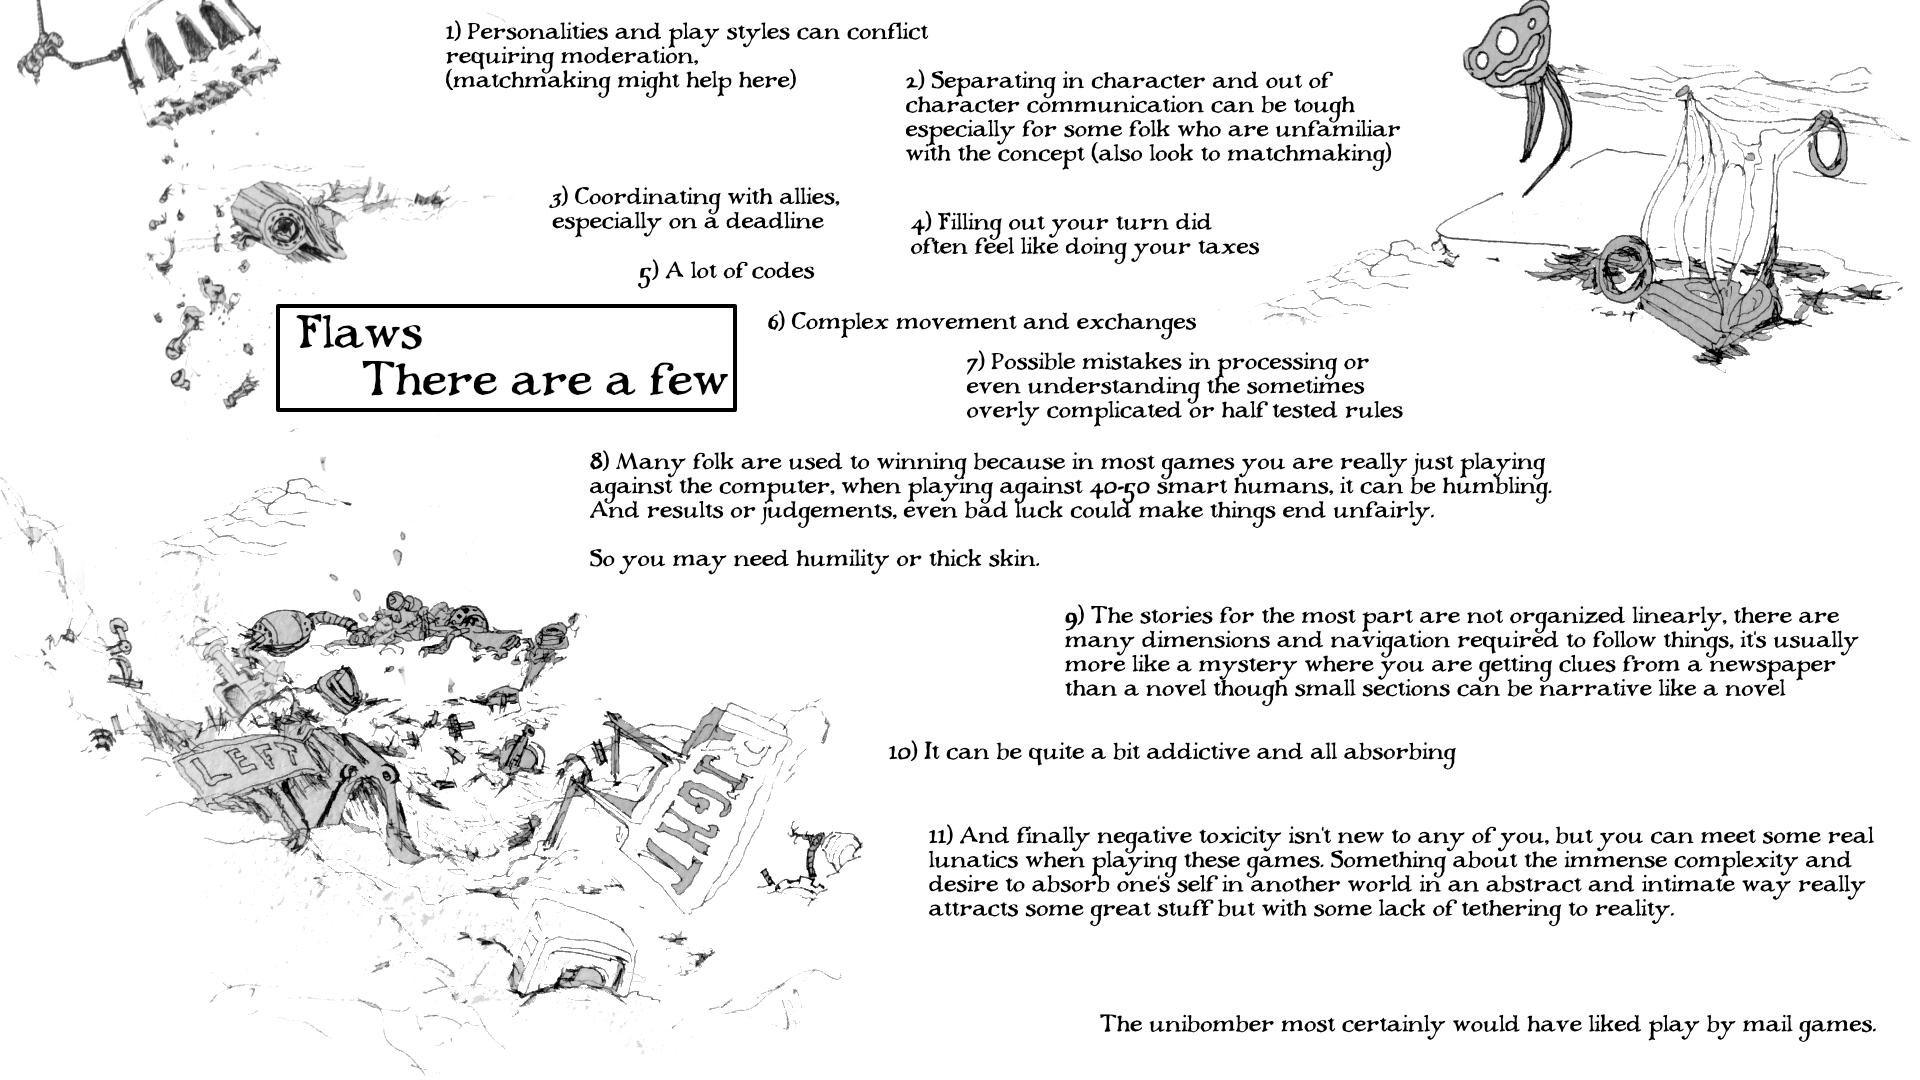 1) Personalities and play styles can conflict
requiring moderation,
(matchmaking might help here)
2) Separating in character and out of
character communication can be tough
especially for some folk who are unfamiliar
with the concept (also look to matchmaking)
3) Coordinating with allies,
especially on a deadline
4) Filling out your turn did
often feel like doing your taxes
5) A lot of codes
Flaws
There are a few
6) Complex movement and exchanges
7) Possible mistakes in processing or
even understanding the sometimes
overly complicated or half tested rules
8) Many folk are used to winning because in most games you are really just playing
against the computer, when playing against 40-50 smart humans, it can be humbling.
And results or judgements, even bad luck could make things end unfairly.
So you may need humility or thick skin.
9) The stories for the most part are not organized linearly, there are
many dimensions and navigation required to follow things, it's usually
more like a mystery where you are getting clues from a newspaper
than a novel though small sections can be narrative like a novel
LEFT
RIGHT
10) It can be quite a bit addictive and all absorbing
11) And finally negative toxicity isn't new to any of you, but you can meet some real
lunatics when playing these games. Something about the immense complexity and
desire to absorb one's self in another world in an abstract and intimate way really
attracts some great stuff but with some lack of tethering to reality.
The unibomber most certainly would have liked play by mail games.